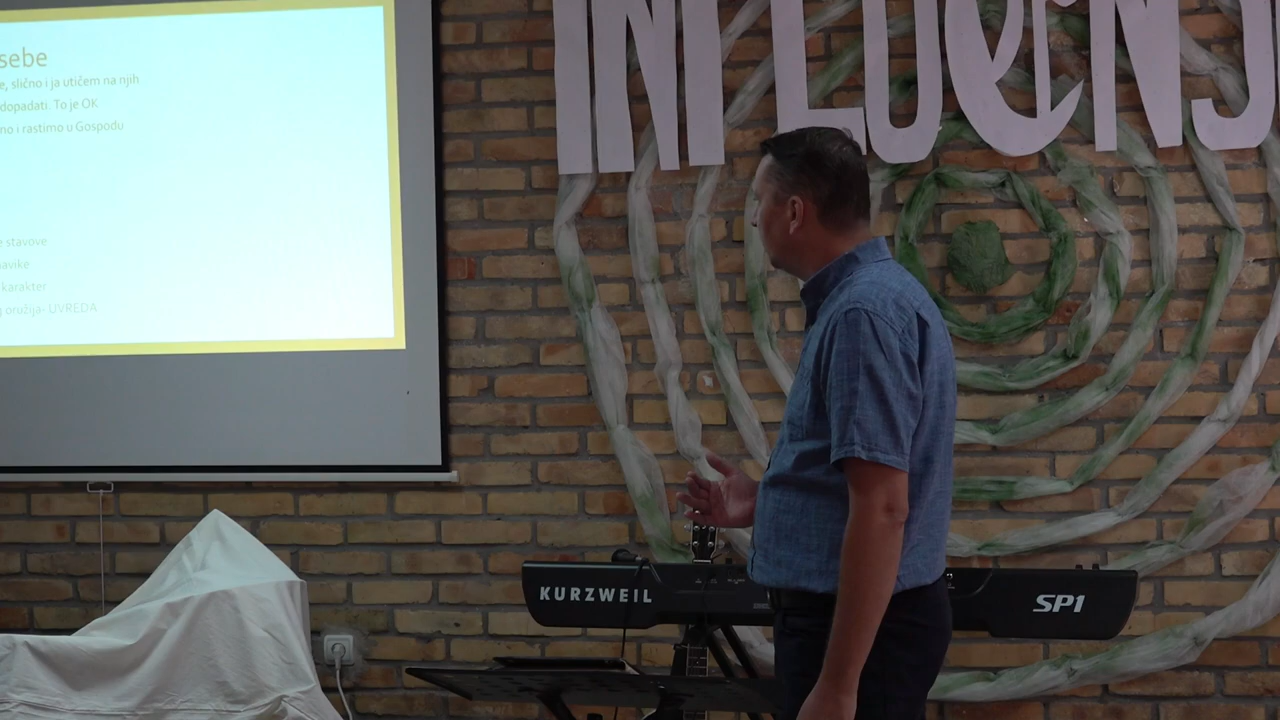 INFLUENS
sebe
slično i ja utičem na njih
dopadati. To je OK
no i rastimo u Gospodu
e stavove
avike
karakter
oružija- UVREDA
KURZWEIL
SP1